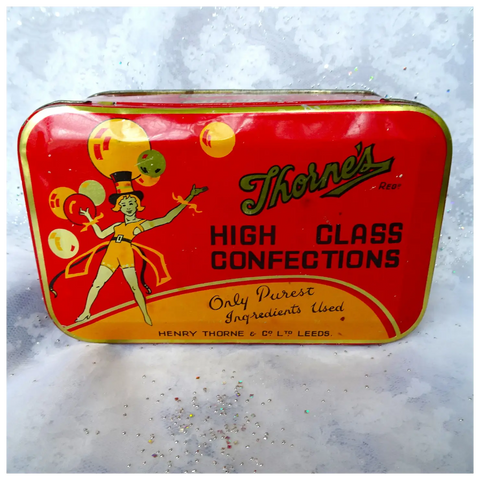 Thorne's
REGD
HIGH CLASS
CONFECTIONS
Only Purest
Ingredients Used
HENRY THORNE & CO LTD LEEDS.